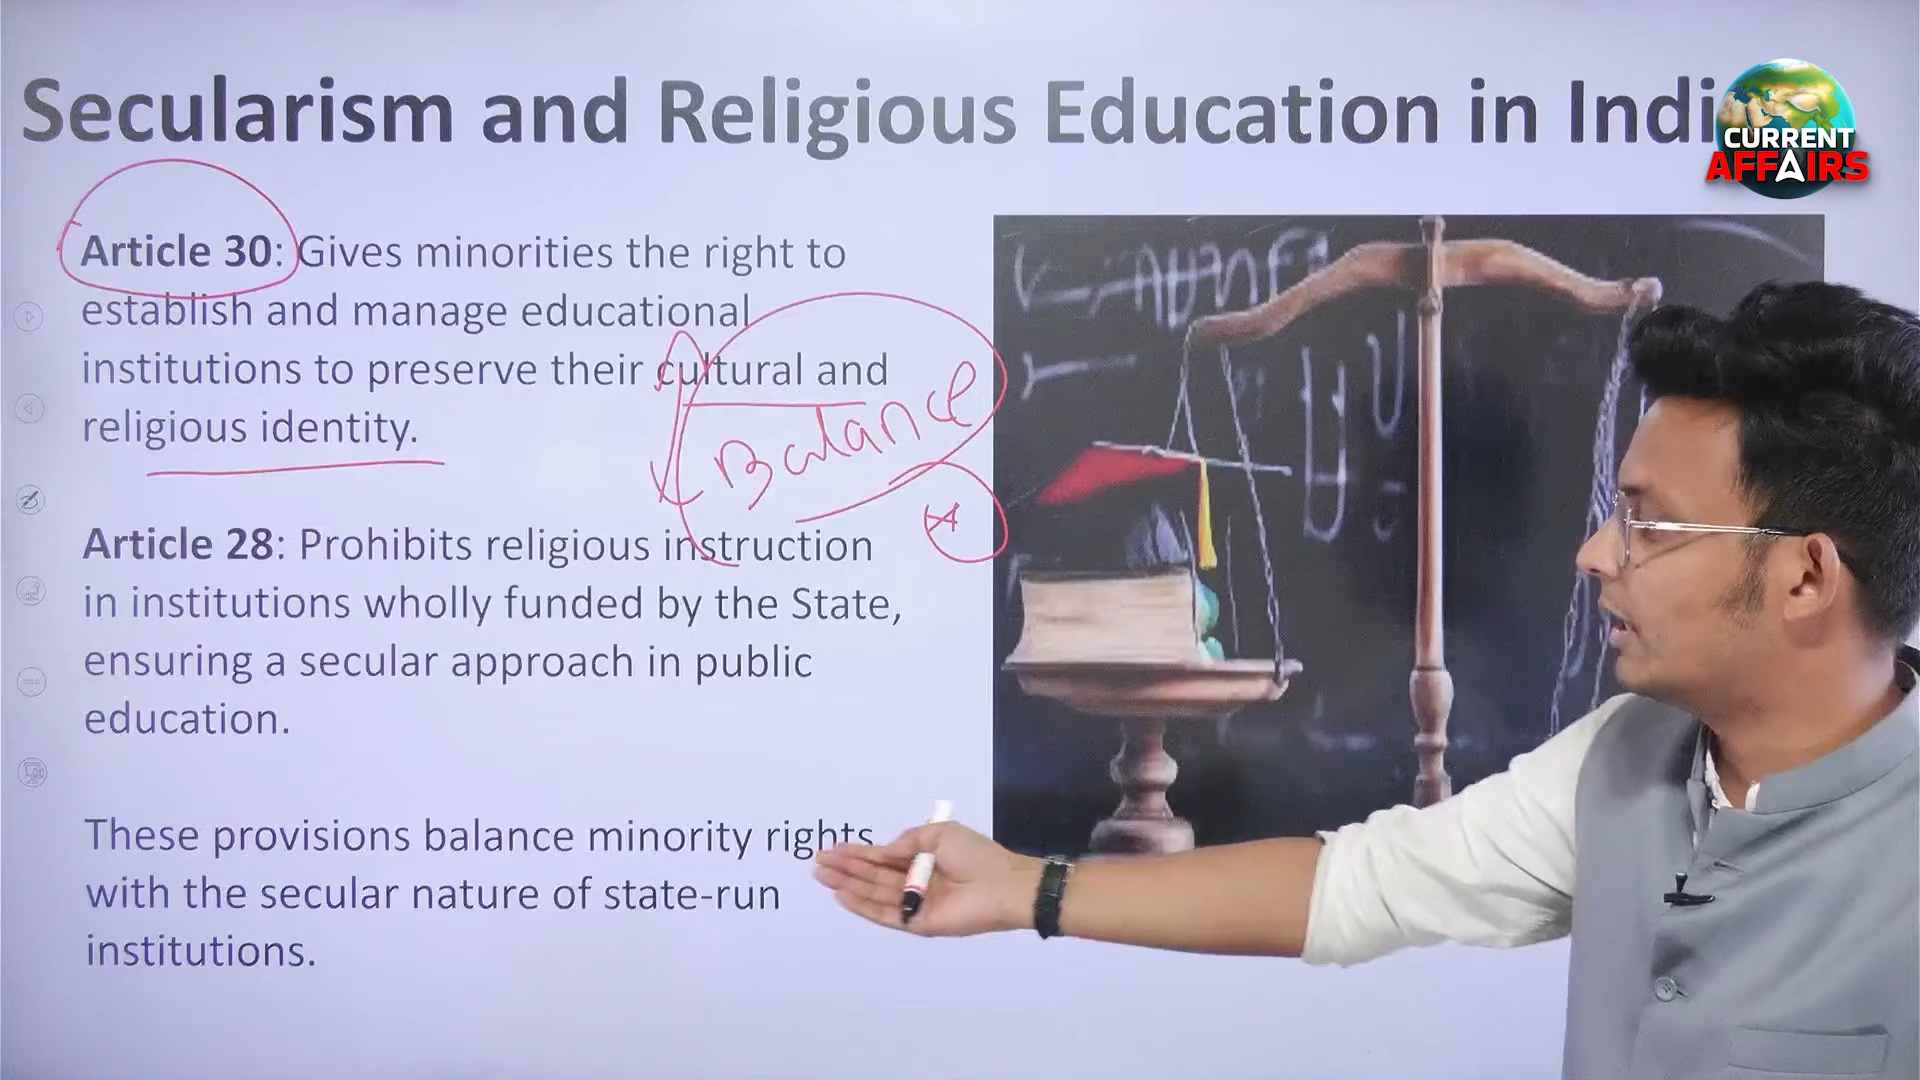 Secularism and Religious Education in Indi
CURRENT
AFFAIRS
Article 30: Gives minorities the right to
establish and manage educational
institutions to preserve their cultural and
religious identity.
Balance
Article 28: Prohibits religious instruction
in institutions wholly funded by the State,
ensuring a secular approach in public
education.
These provisions balance minority rights
with the secular nature of state-run
institutions.